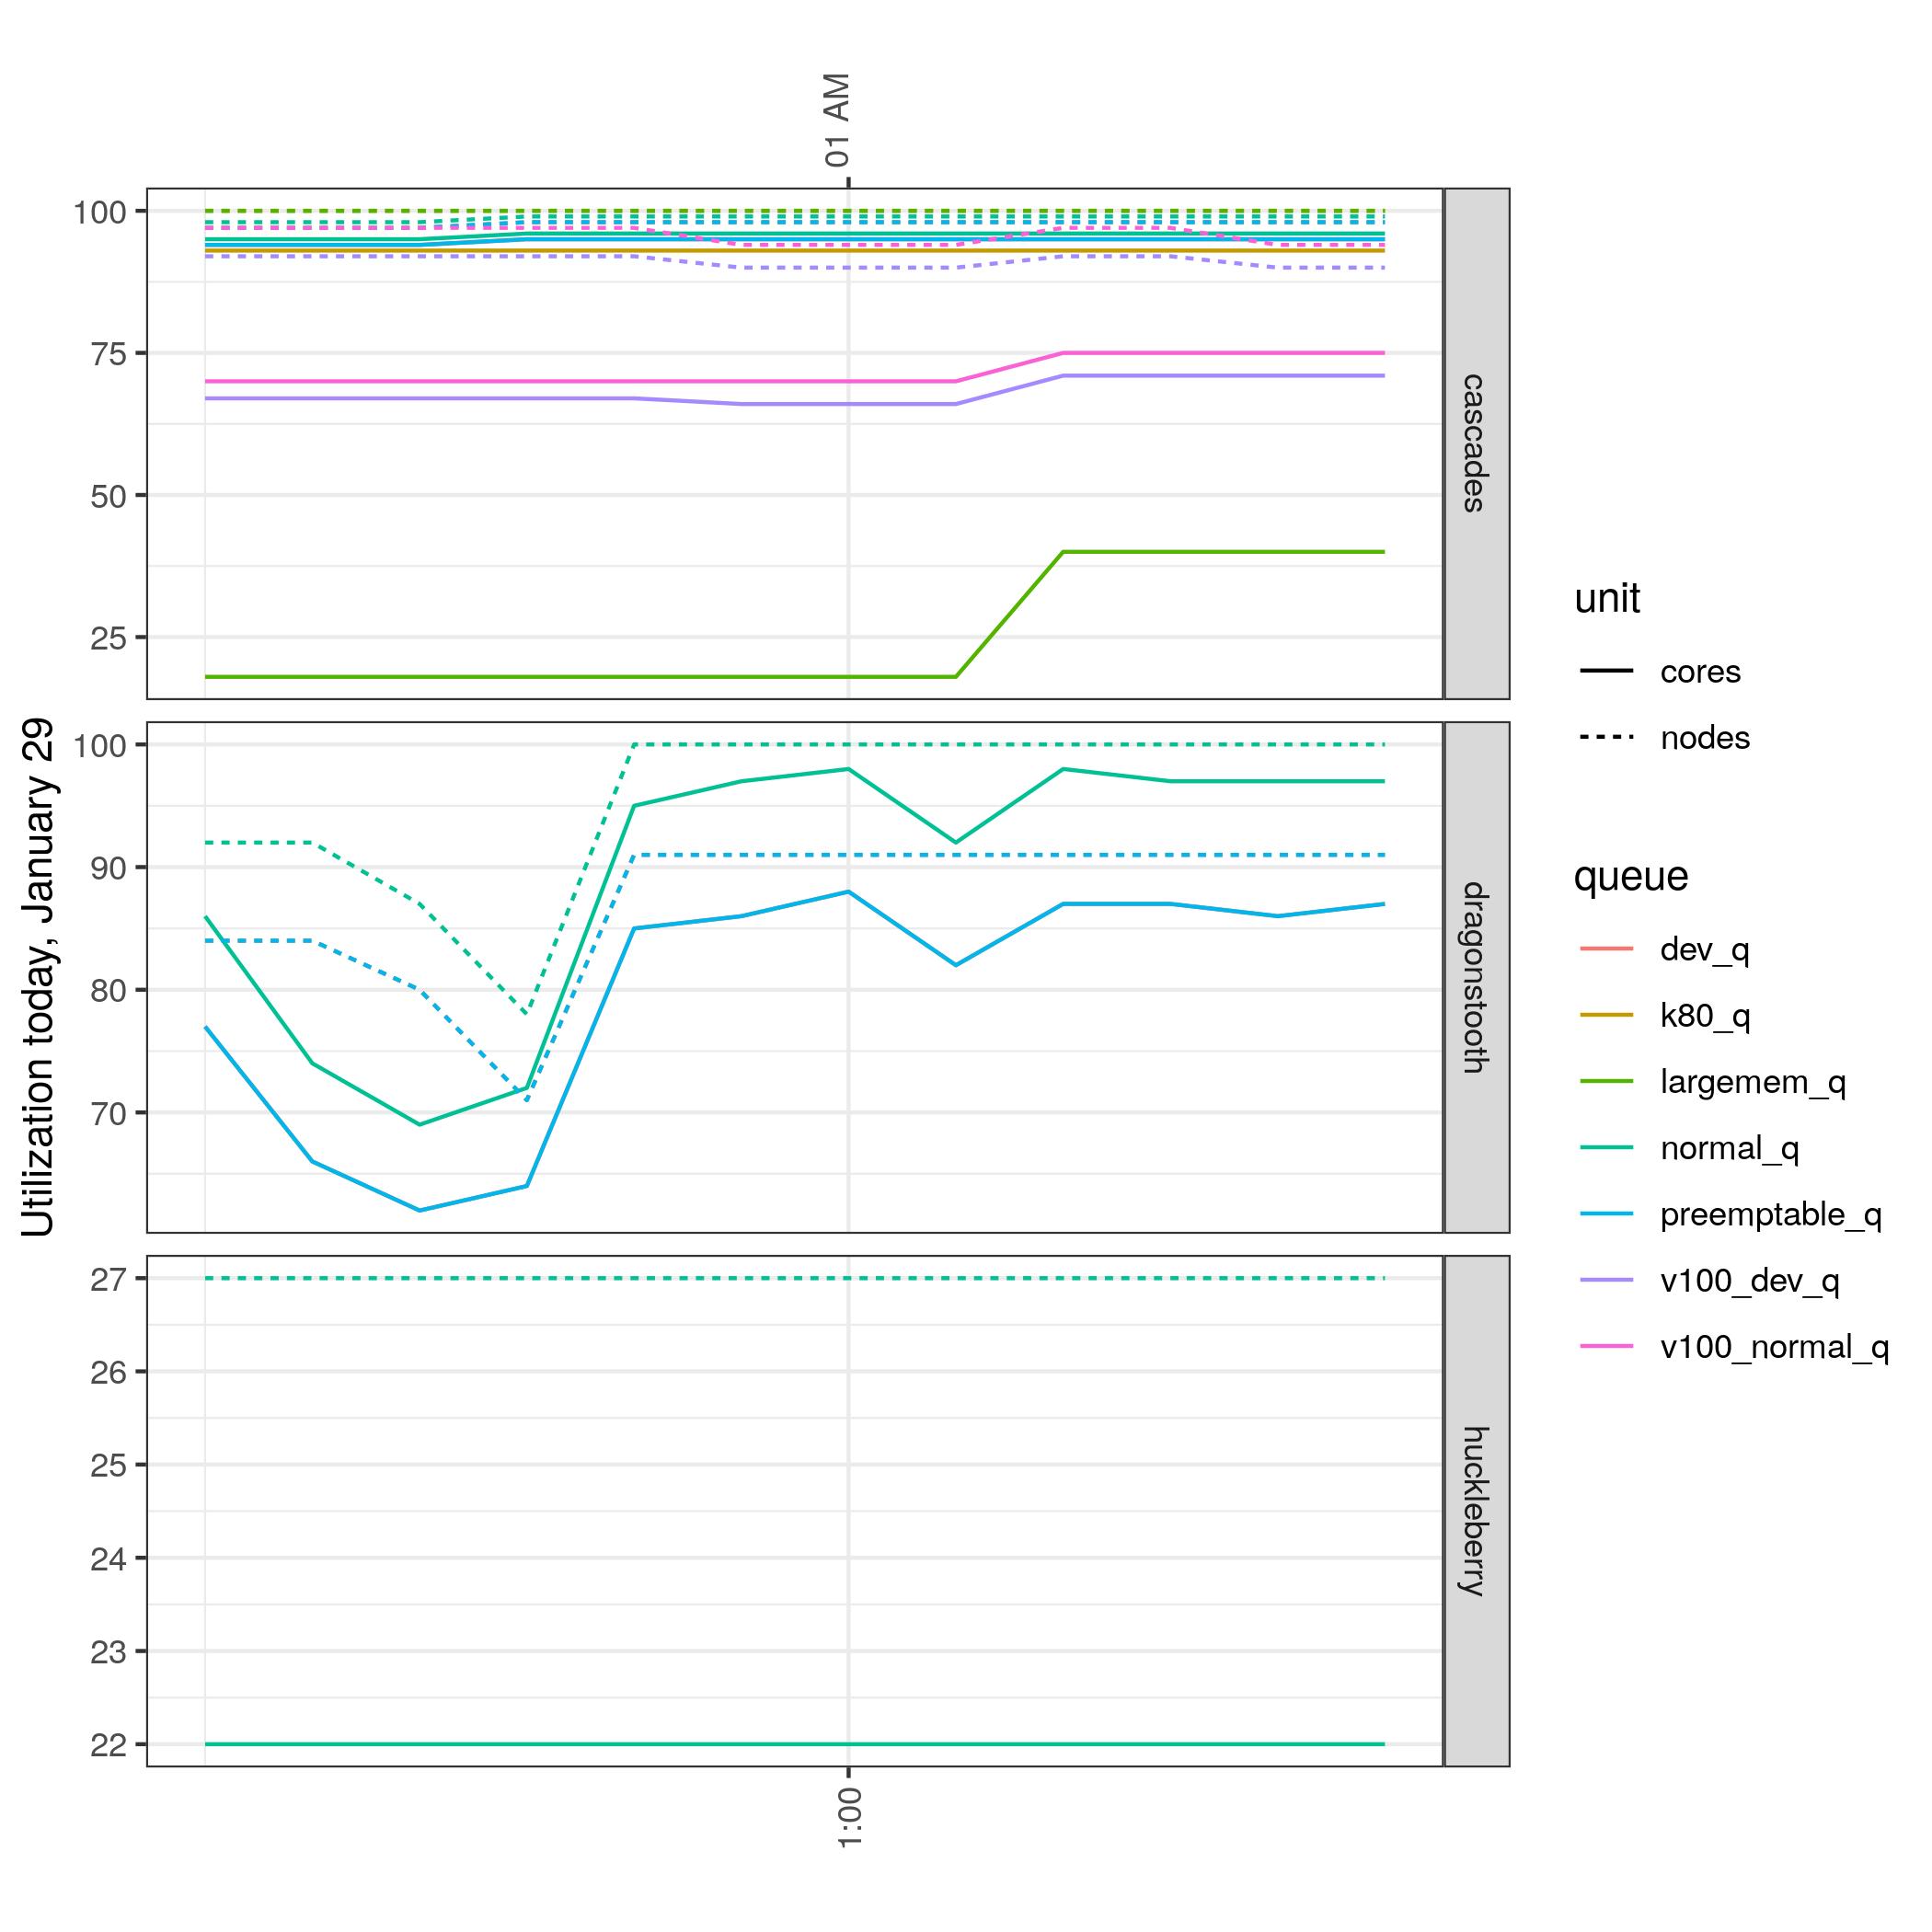 01 AM
100
75
50
25
cascades
Utilization today, January 29
100
90
80
70
dragonstooth
27
26
25
24
23
22
huckleberry
1:00
unit
cores
nodes
queue
dev_q
k80_q
largemem_q
normal_q
preemptable_q
v100_dev_q
v100_normal_q